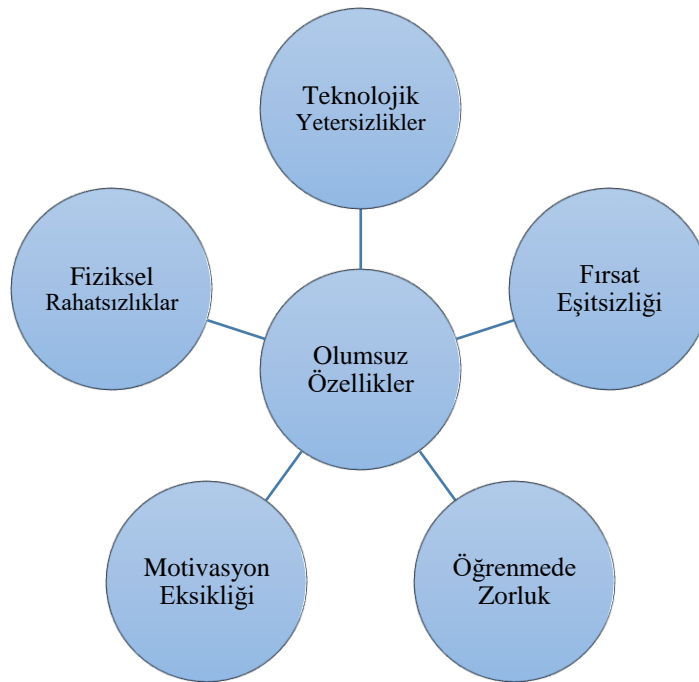 Teknolojik
Yetersizlikler
Fiziksel
Rahatsızlıklar
Fırsat
Eşitsizliği
Olumsuz
Özellikler
Motivasyon
Eksikliği
Öğrenmede
Zorluk